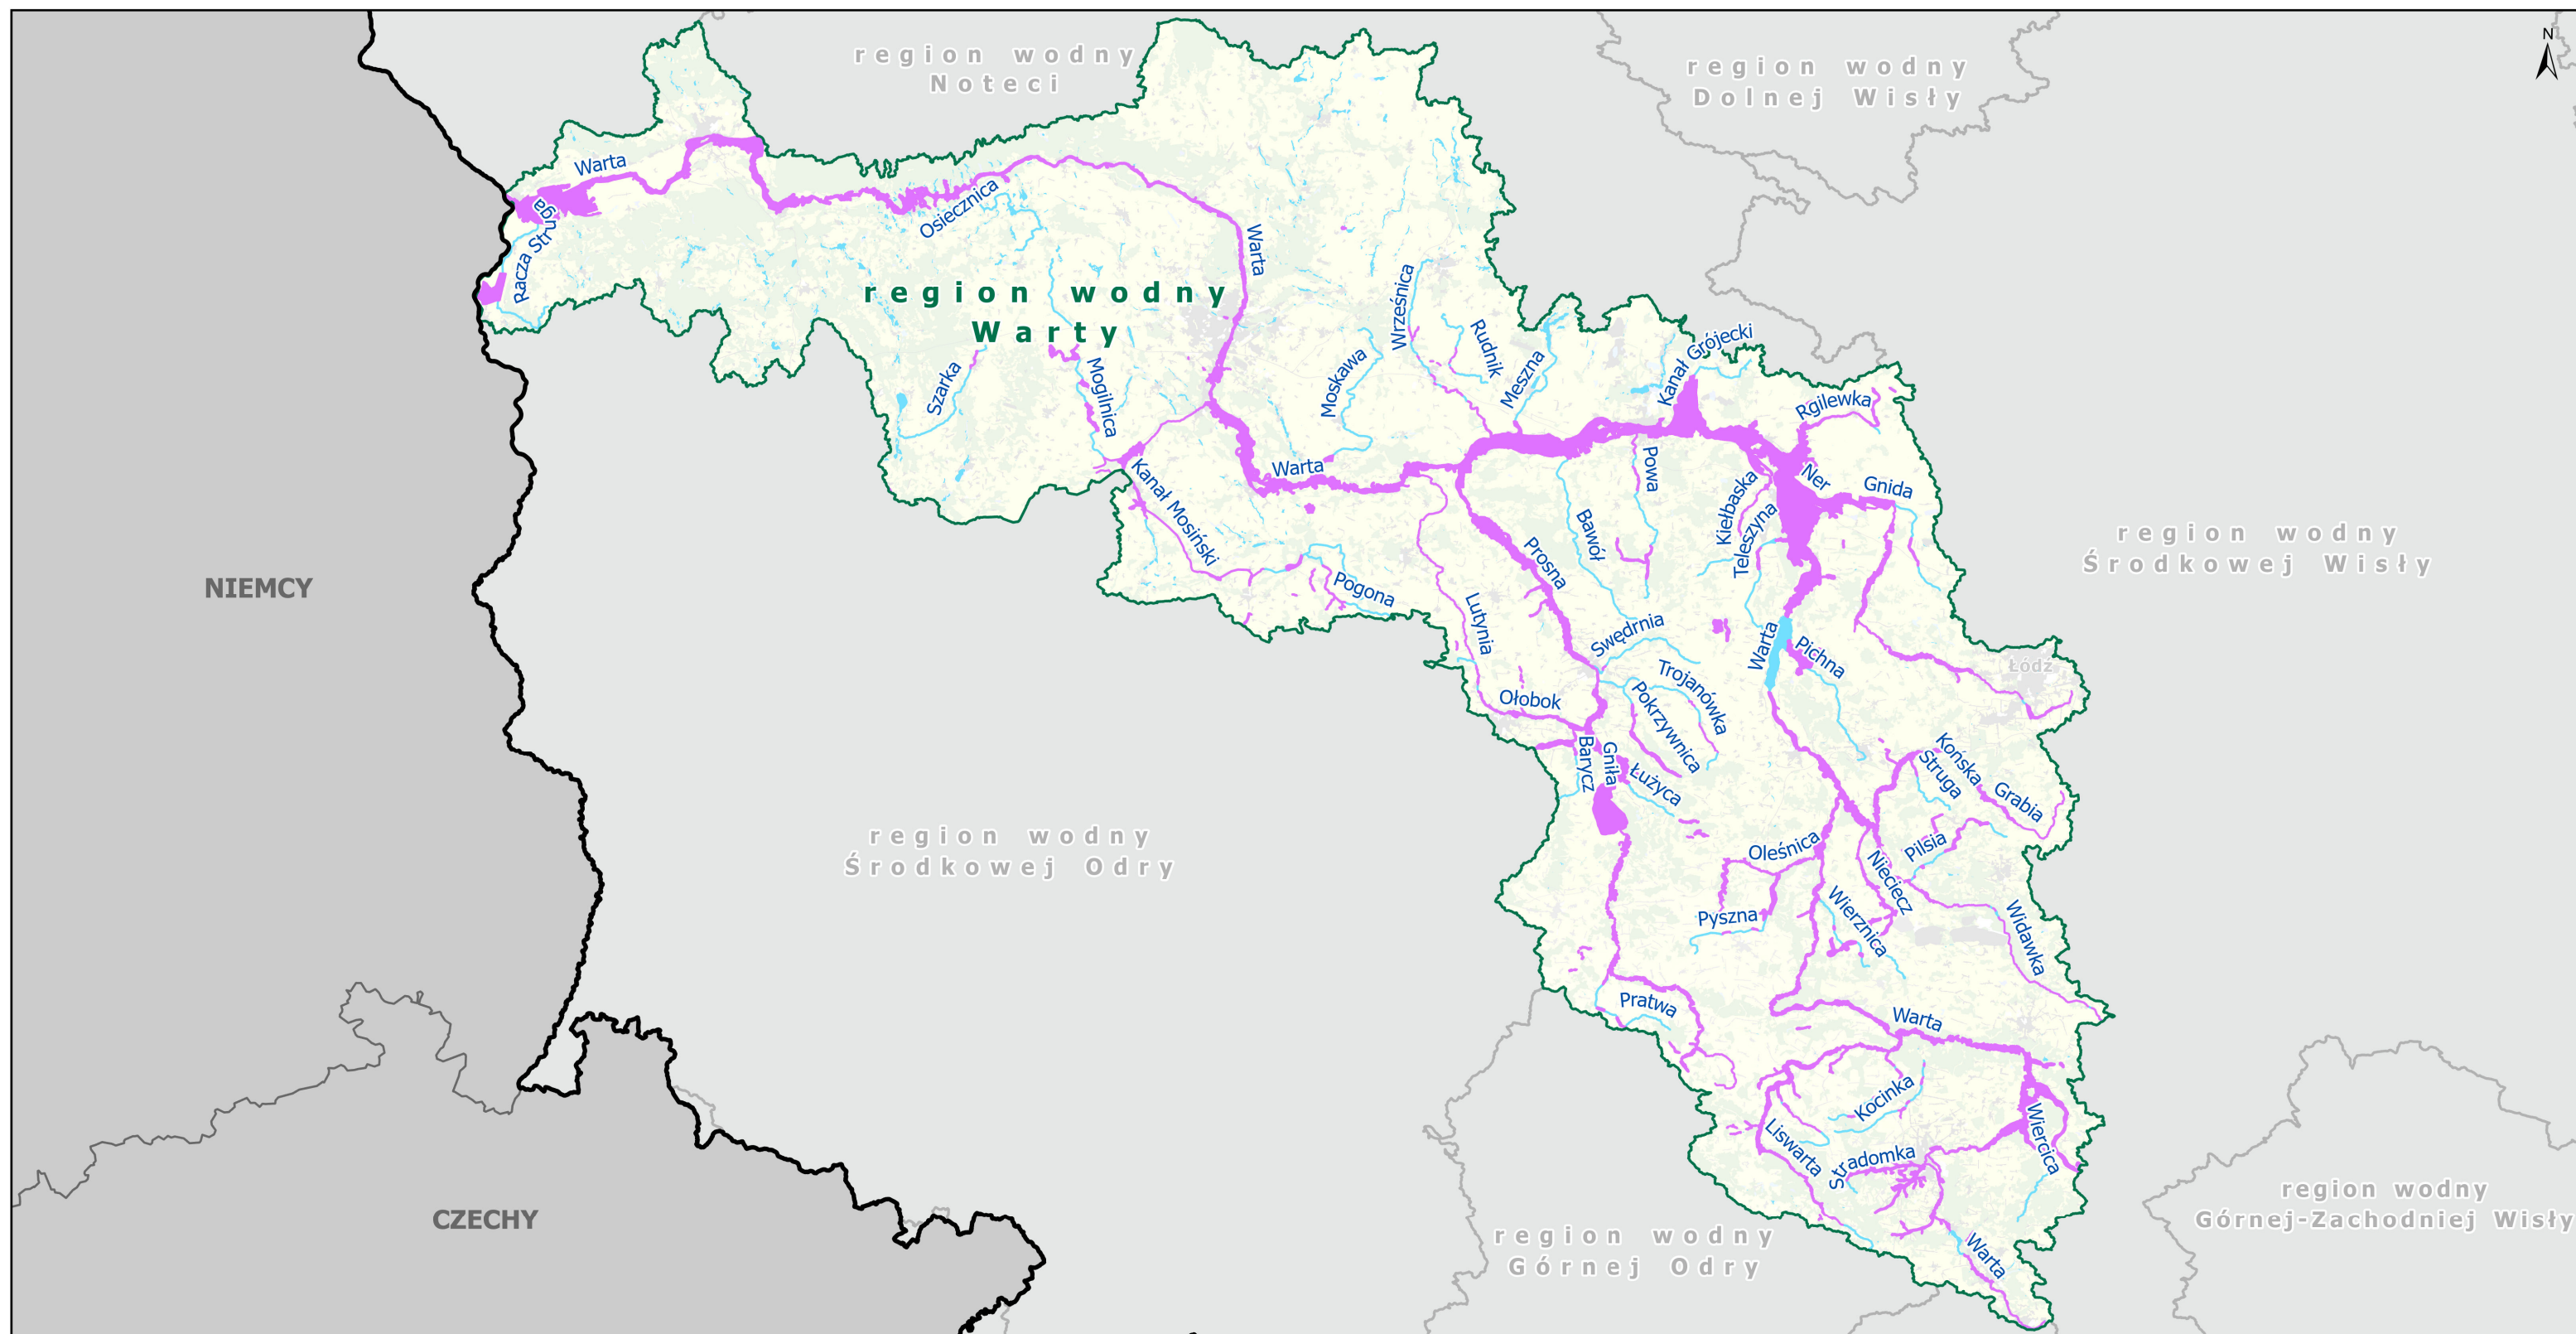 N
region wodny
Noteci
region wodny
Dolnej Wisły
Warta
Osiecznica
Racza Struga
Warta
region wodny
Warty
Wrześnica
Rudnik
Meszna
Kanał Grójecki
Moskawa
Szarka
Mogilnica
Rgilewka
Warta
Kanał Mosiński
Powa
Kiełbaska
Ner
Gnida
Teleszyna
Bawół
Prosna
region wodny
Środkowej Wisły
NIEMCY
Pogona
Lutynia
Swędrnia
Warta
Pichna
Łódź
Trojanówka
Pokrzywnica
Ołobok
Gniła
Barycz
Łużyca
Końska
Struga
Grabia
region wodny
Środkowej Odry
Oleśnica
Pilsia
Nieciecz
Wierznica
Pyszna
Widawka
Pratwa
Warta
Kocinka
Liswarta
Stradomka
Wiercica
Warta
region wodny
Górnej-Zachodniej Wisły
CZECHY
region wodny
Górnej Odry